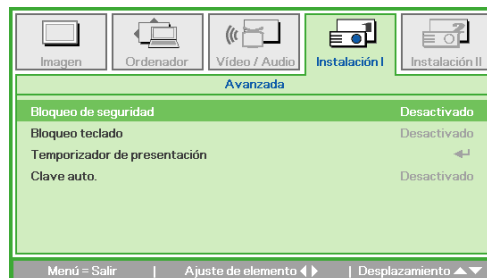 Imagen Ordenador Vídeo / Audio Instalación I Instalación II
Avanzada
Bloqueo de seguridad Desactivado
Bloqueo teclado Desactivado
Temporizador de presentación
Clave auto. Desactivado
Menú = Salir | Ajuste de elemento | Desplazamiento